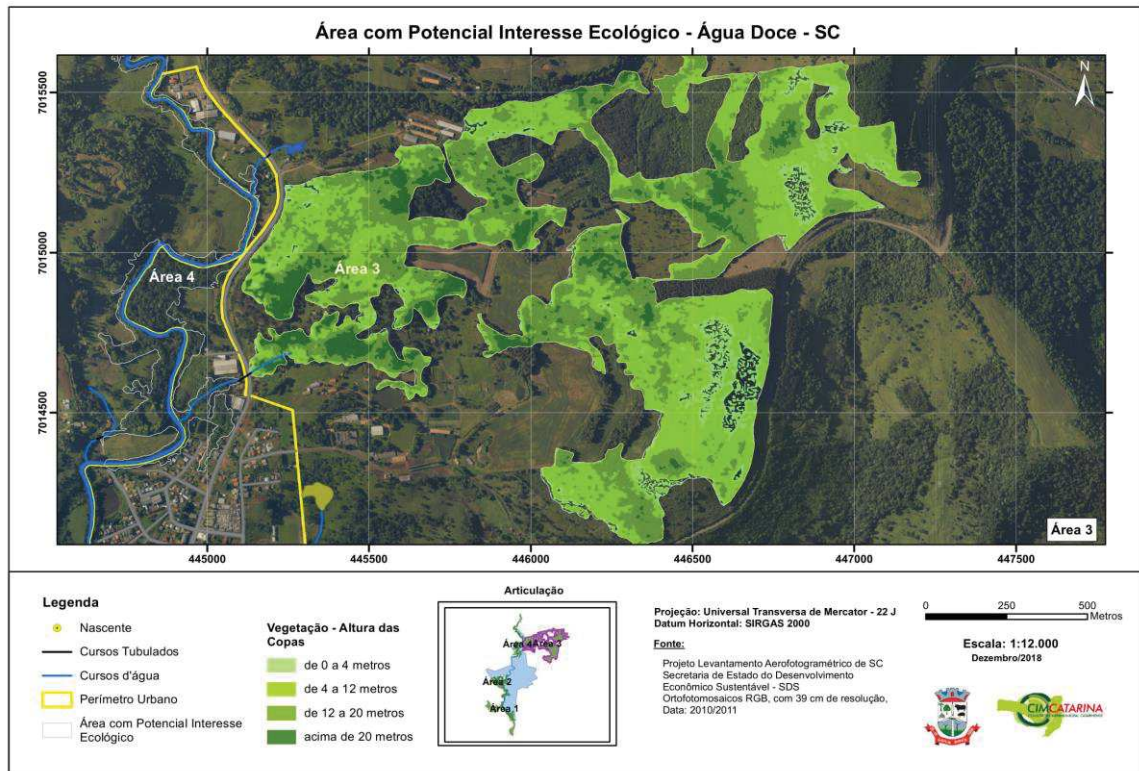 Área com Potencial Interesse Ecológico - Água Doce - SC
N
7015500
7015000
7014500
Área 4
Área 3
Área 3
445000
445500
446000
446500
447000
447500
Legenda
Nascente
Cursos Tubulados
Cursos d'água
Perímetro Urbano
Área com Potencial Interesse
Ecológico
Vegetação - Altura das
Copas
de 0 a 4 metros
de 4 a 12 metros
de 12 a 20 metros
acima de 20 metros
Articulação
Área 4
Área 3
Área 2
Área 1
Projeção: Universal Transversa de Mercator - 22 J
Datum Horizontal: SIRGAS 2000
Fonte:
Projeto Levantamento Aerofotogramétrico de SC
Secretaria de Estado do Desenvolvimento
Econômico Sustentável - SDS
Ortofotomosaicos RGB, com 39 cm de resolução,
Data: 2010/2011
0 250 500
Metros
Escala: 1:12.000
Dezembro/2018
CIMCATARINA